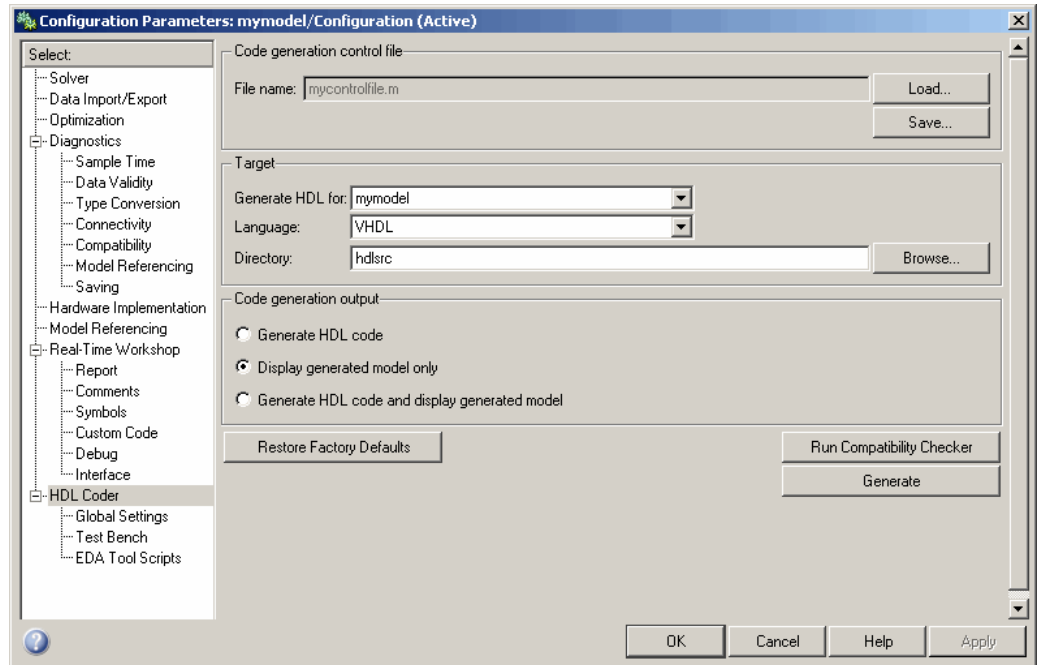 Configuration Parameters: mymodel/Configuration (Active)
Select:
Solver
Data Import/Export
Optimization
Diagnostics
Sample Time
Data Validity
Type Conversion
Connectivity
Compatibility
Model Referencing
Saving
Hardware Implementation
Model Referencing
Real-Time Workshop
Report
Comments
Symbols
Custom Code
Debug
Interface
HDL Coder
Global Settings
Test Bench
EDA Tool Scripts
Code generation control file
File name: mycontrolfile.m Load...
Save...
Target
Generate HDL for: mymodel
Language: VHDL
Directory: hdlsrc Browse...
Code generation output
Generate HDL code
Display generated model only
Generate HDL code and display generated model
Restore Factory Defaults Run Compatibility Checker
Generate
OK Cancel Help Apply